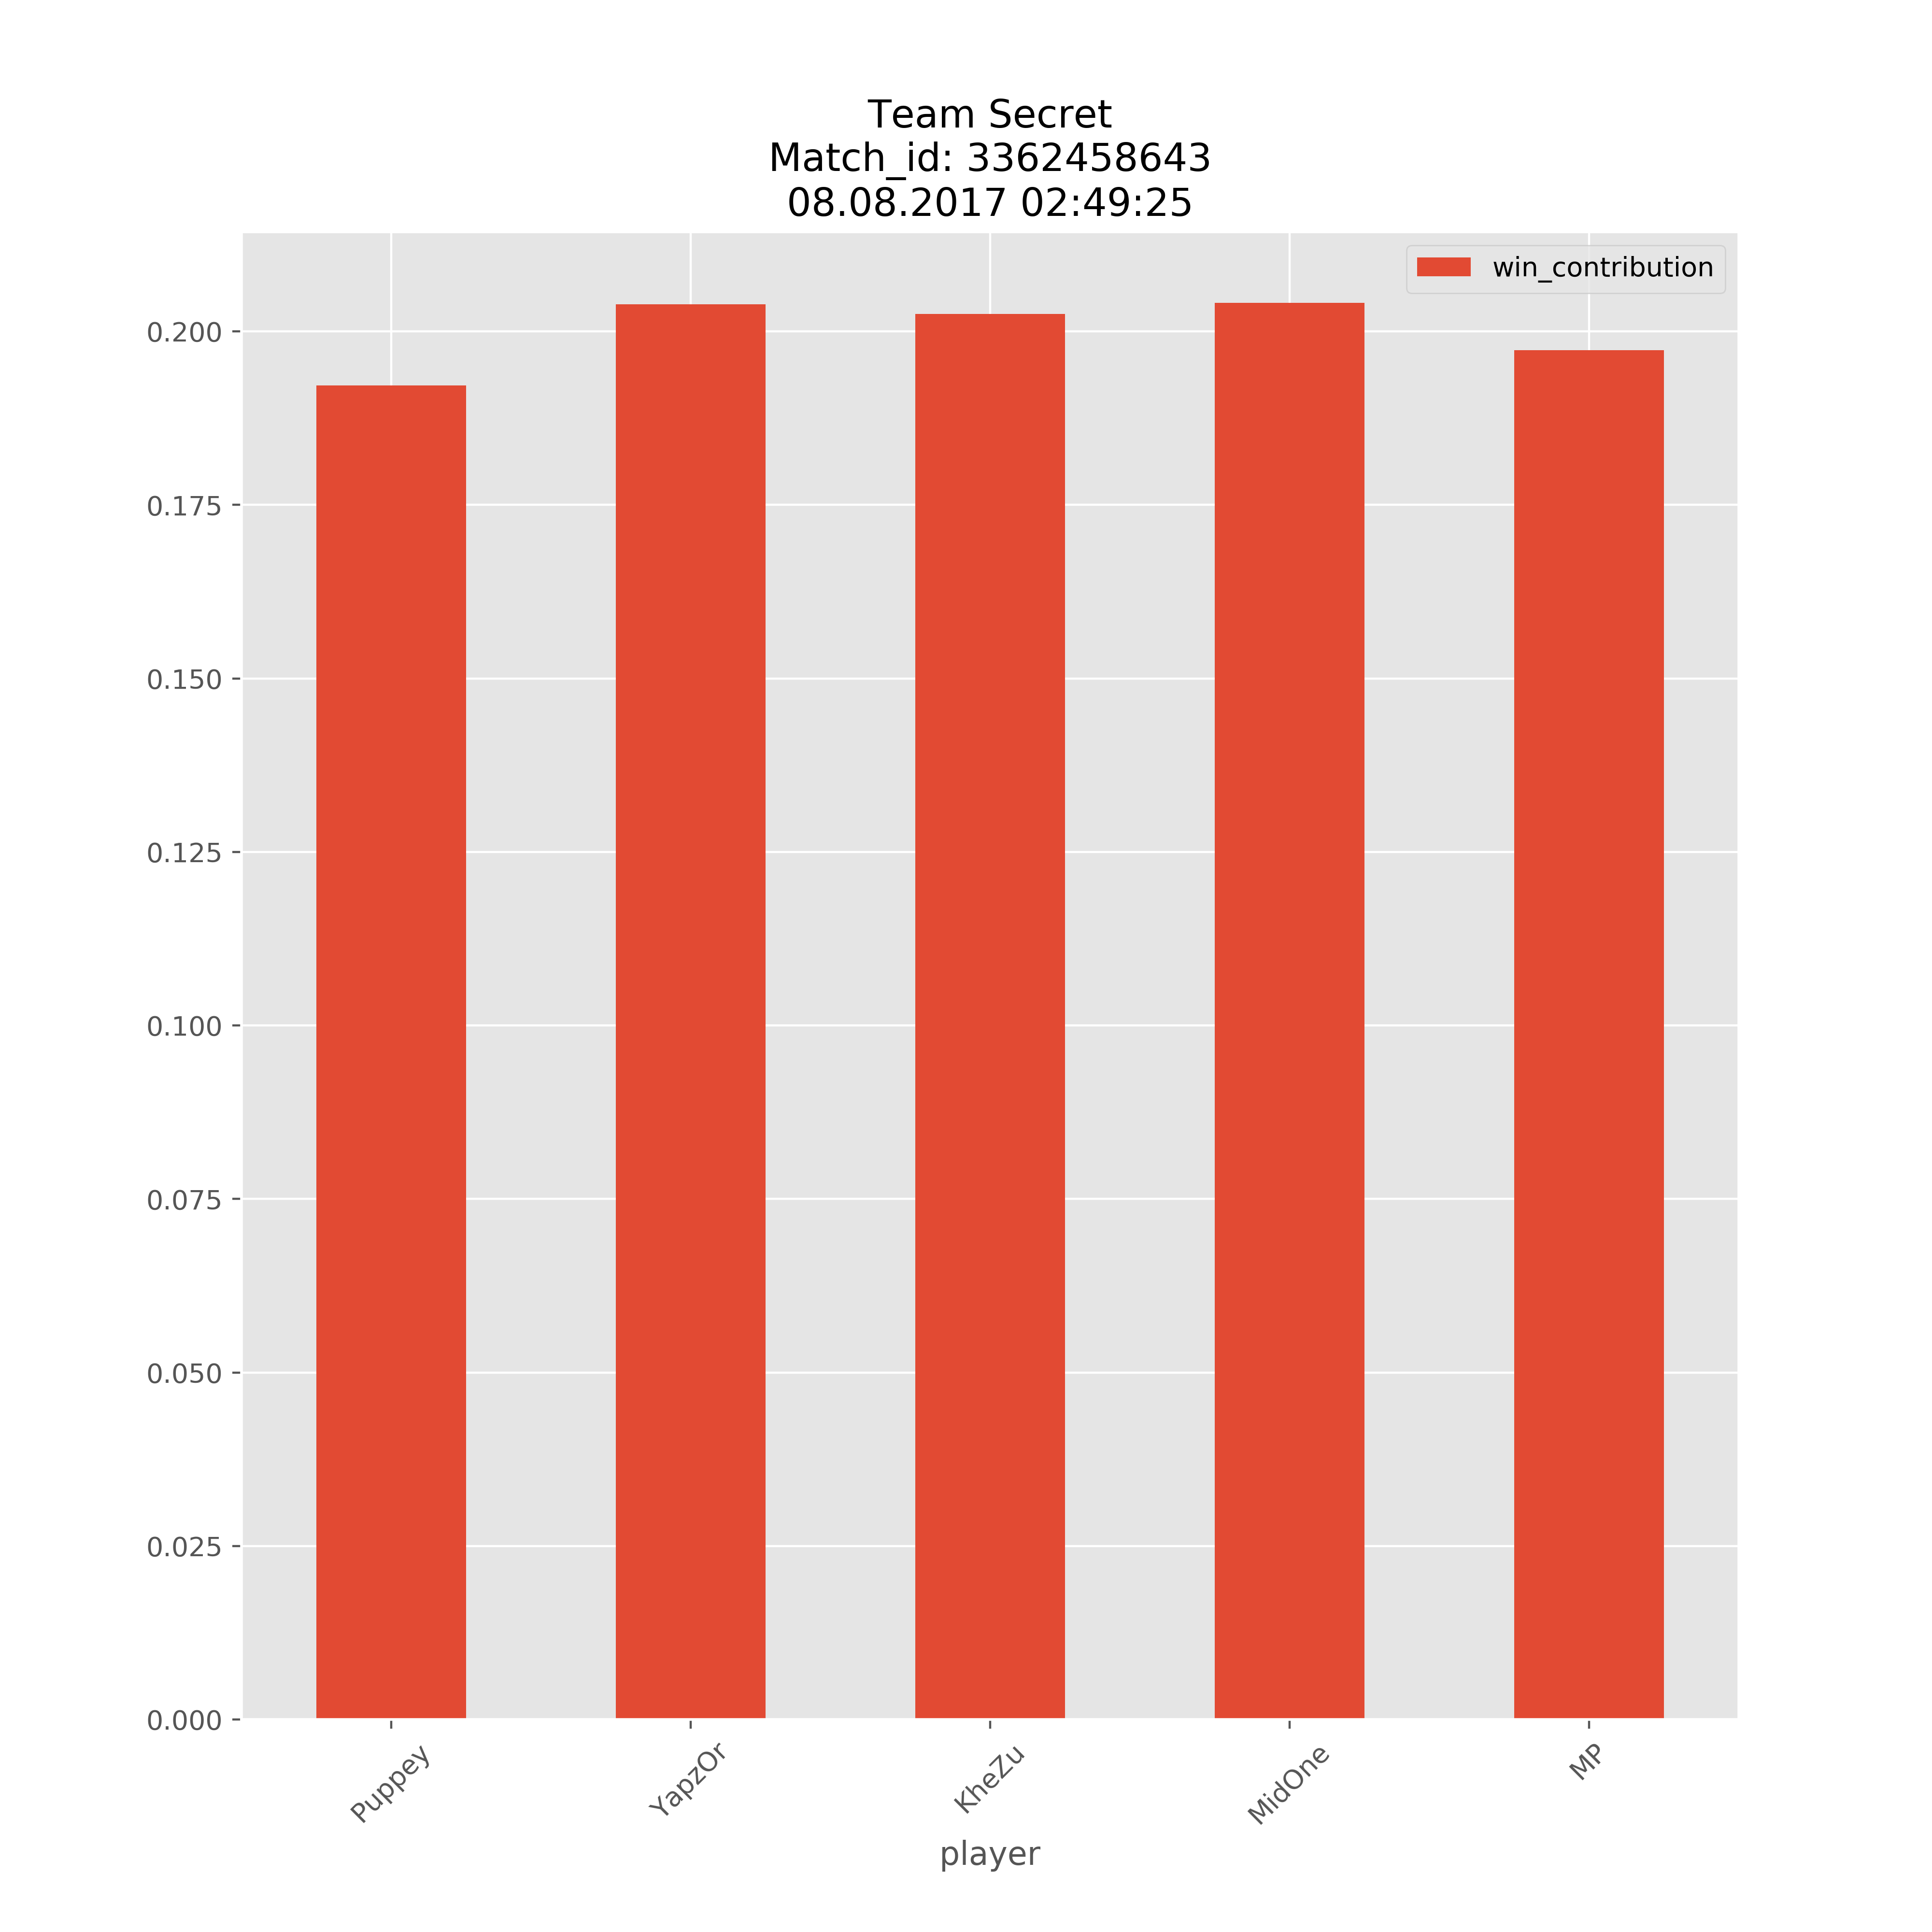 Team Secret
Match_id: 3362458643
08.08.2017 02:49:25
win_contribution
0.200
0.175
0.150
0.125
0.100
0.075
0.050
0.025
0.000
Puppey
YapzOr
KheZu
MidOne
MP
player